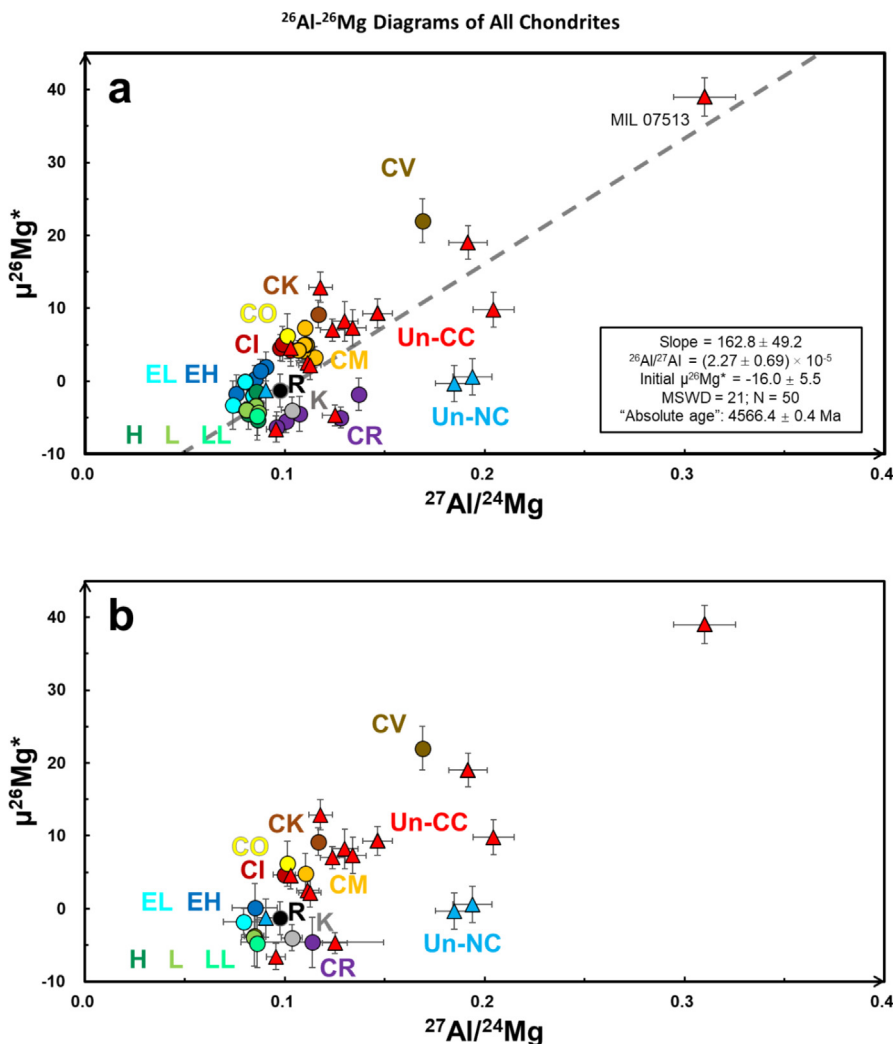 ²⁶Al-²⁶Mg Diagrams of All Chondrites
a
μ²⁶Mg*
40
30
20
10
0
-10
MIL 07513
CV
CK
CO
CI
CM
Un-CC
EL EH
R
K
Un-NC
H L LL
CR
Slope = 162.8 ± 49.2
²⁶Al/²⁷Al = (2.27 ± 0.69) × 10⁻⁵
Initial μ²⁶Mg* = -16.0 ± 5.5
MSWD = 21; N = 50
“Absolute age”: 4566.4 ± 0.4 Ma
0.0 0.1 0.2 0.3 0.4
²⁷Al/²⁴Mg
b
μ²⁶Mg*
40
30
20
10
0
-10
CV
CK
Un-CC
CO
CI
CM
EL EH
R
K
Un-NC
H L LL
CR
0.0 0.1 0.2 0.3 0.4
²⁷Al/²⁴Mg